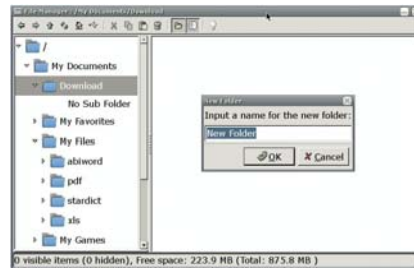 File Manager : /My Documents/Download
/
My Documents
Download
No Sub Folder
My Favorites
My Files
abiword
pdf
stardict
xls
My Games
New Folder
Input a name for the new folder:
New Folder
OK
Cancel
0 visible items (0 hidden), Free space: 223.9 MB (Total: 875.8 MB )